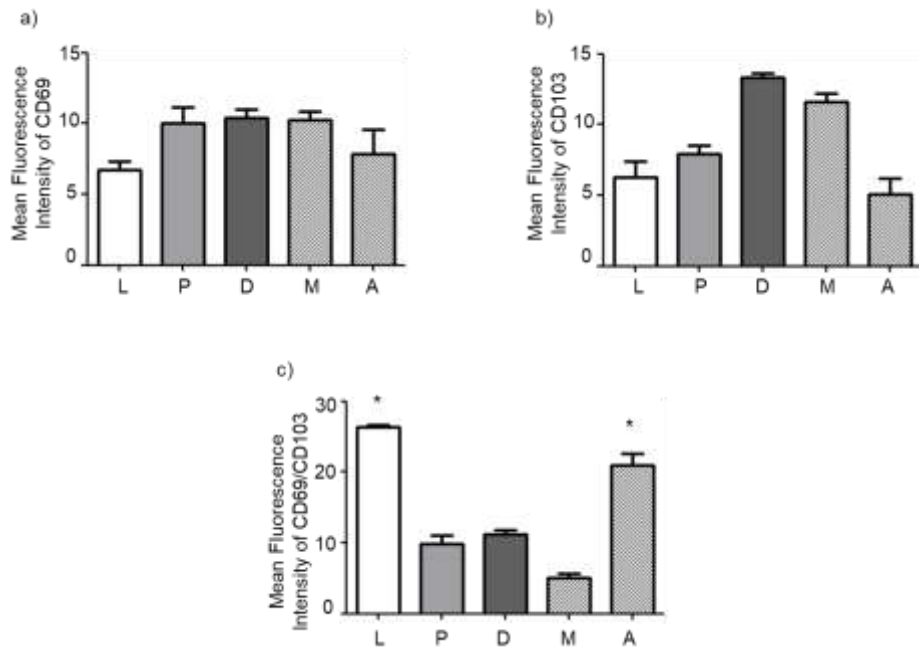 a)
Mean Fluorescence
Intensity of CD69
15
10
5
0
L P D M A
b)
Mean Fluorescence
Intensity of CD103
15
10
5
0
L P D M A
c)
Mean Fluorescence
Intensity of CD69/CD103
30
20
10
0
* *
L P D M A